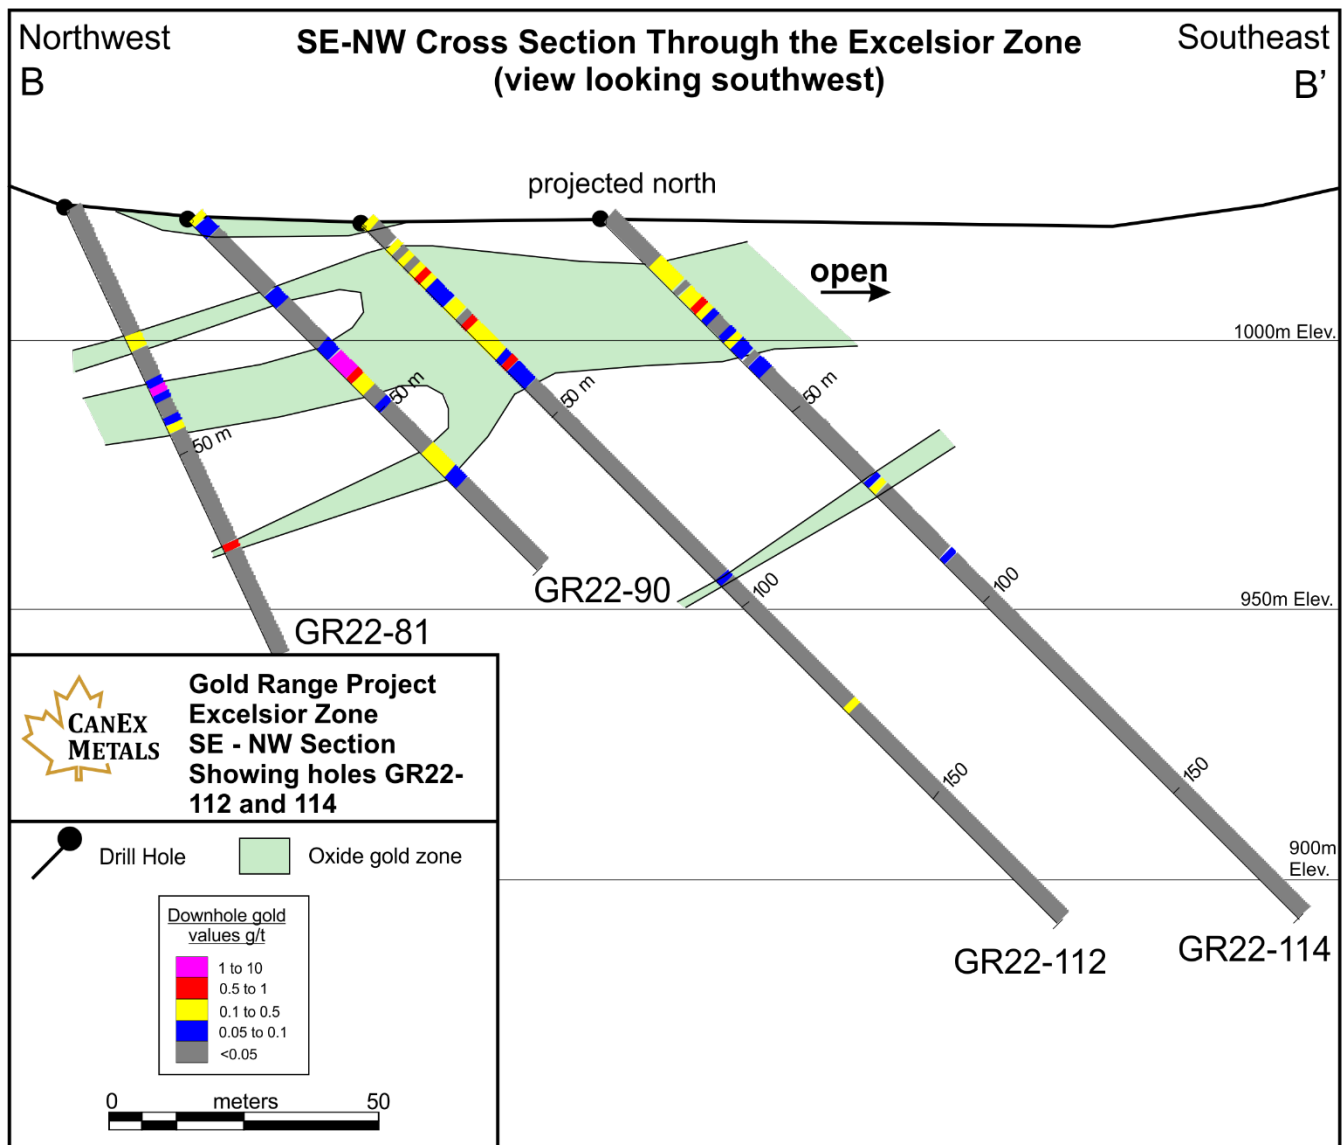 Northwest
SE-NW Cross Section Through the Excelsior Zone
Southeast
B
(view looking southwest)
B'
projected north
open
1000m Elev.
50 m
50 m
50 m
50 m
GR22-90
100
100
950m Elev.
GR22-81
150
150
900m
Elev.
GR22-112
GR22-114
CANEX
METALS
Gold Range Project
Excelsior Zone
SE - NW Section
Showing holes GR22-
112 and 114
Drill Hole
Oxide gold zone
Downhole gold
values g/t
1 to 10
0.5 to 1
0.1 to 0.5
0.05 to 0.1
<0.05
0 meters 50